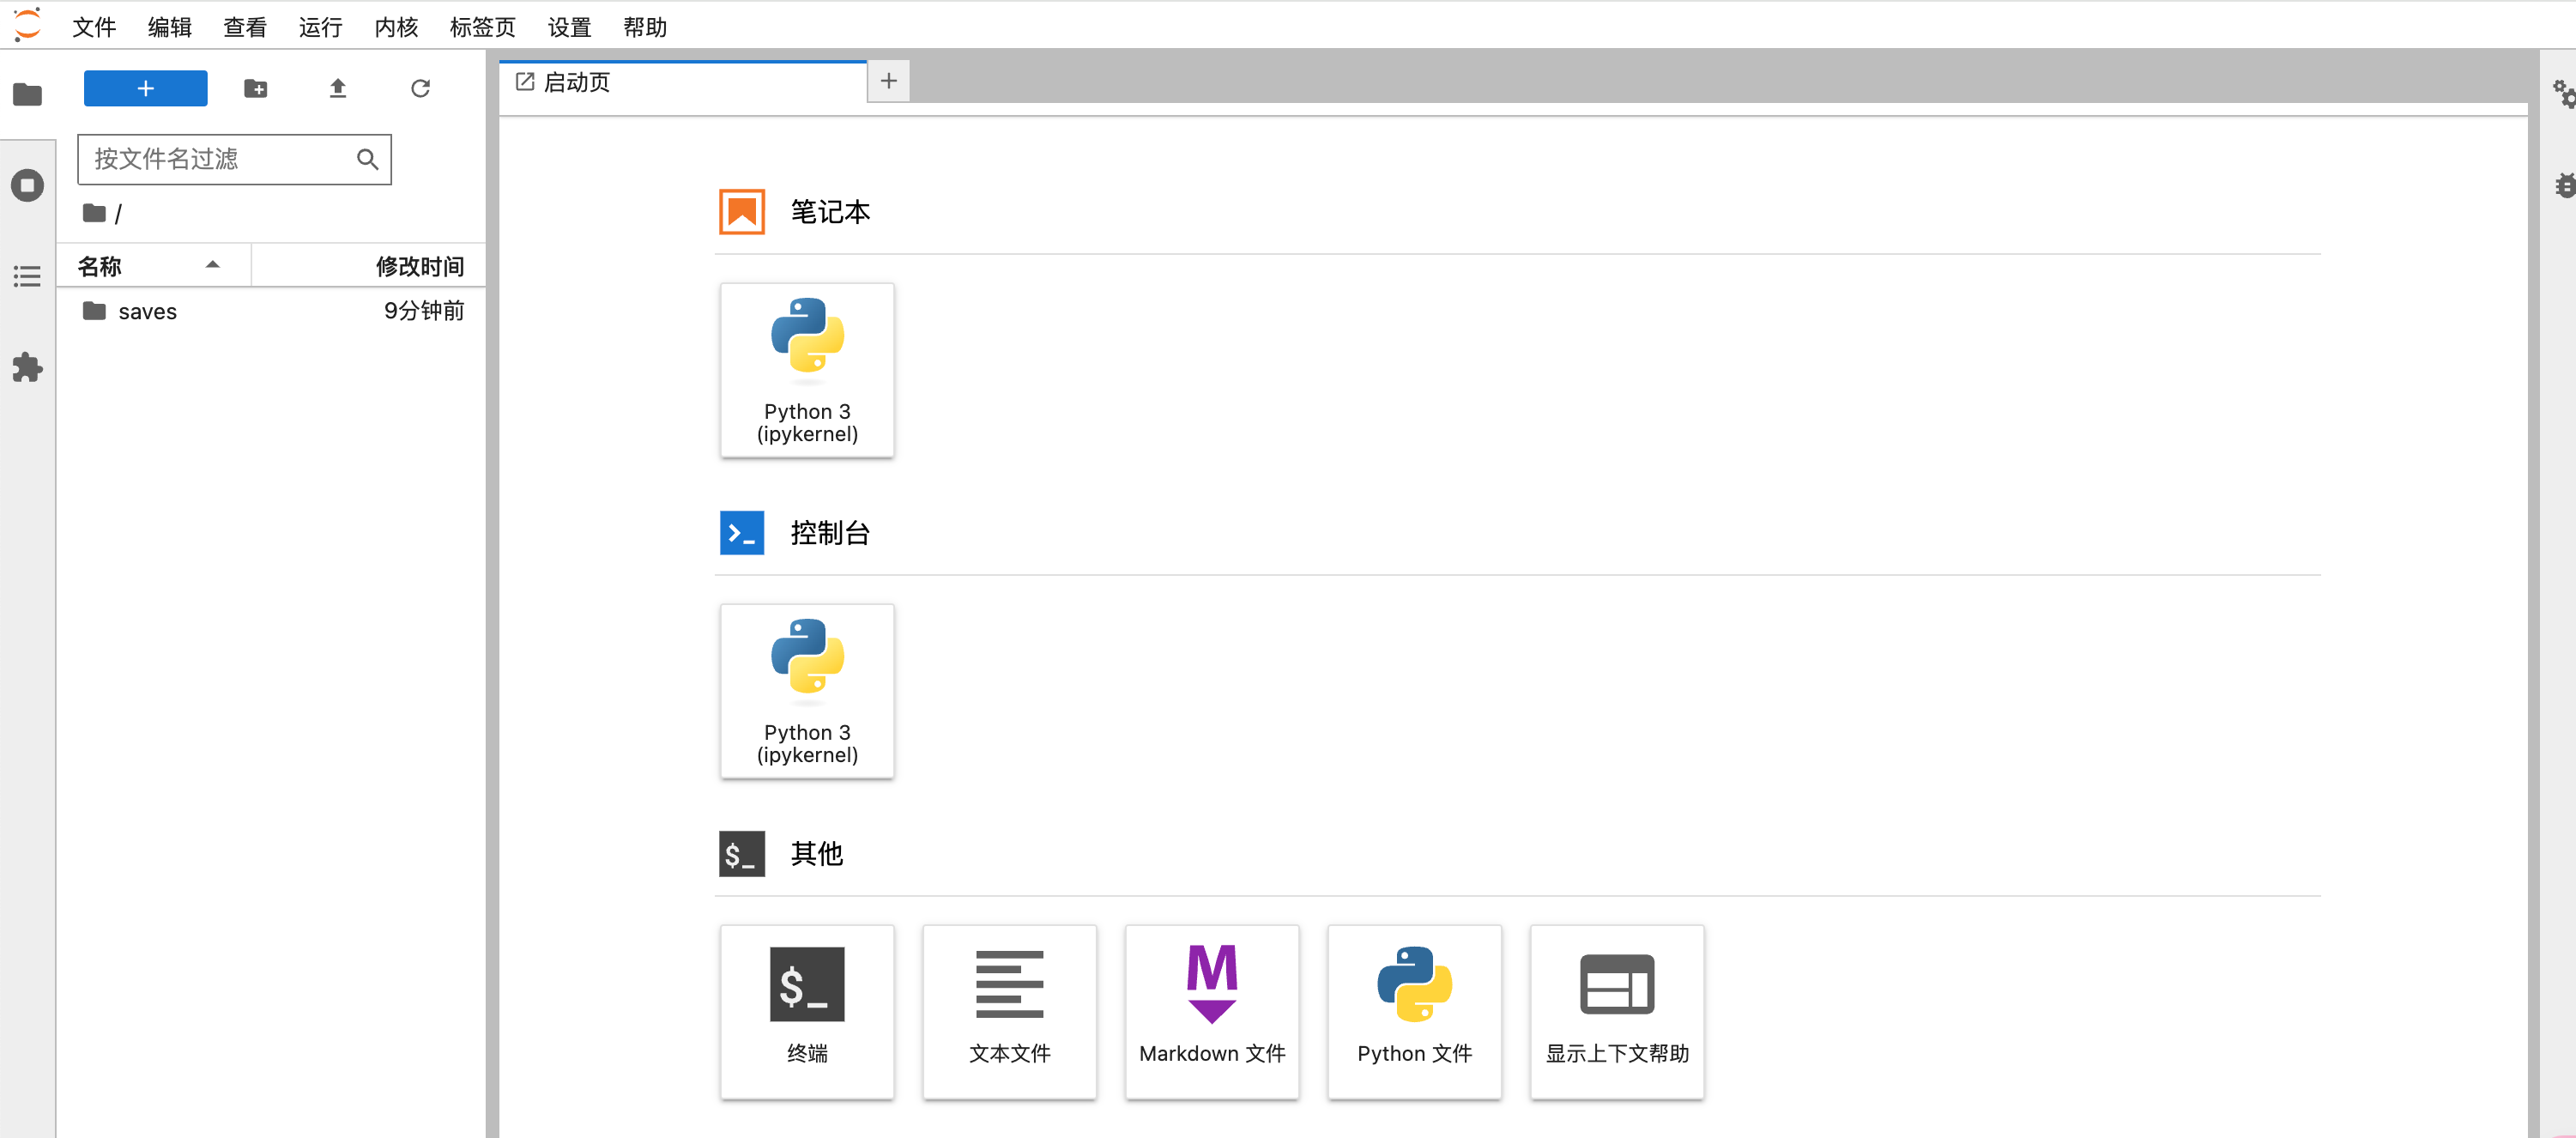 文件 编辑 查看 运行 内核 标签页 设置 帮助
启动页
按文件名过滤
/
名称 修改时间
saves 9分钟前
笔记本
Python 3
(ipykernel)
控制台
Python 3
(ipykernel)
$_ 其他
$_
M
终端 文本文件 Markdown 文件 Python 文件 显示上下文帮助